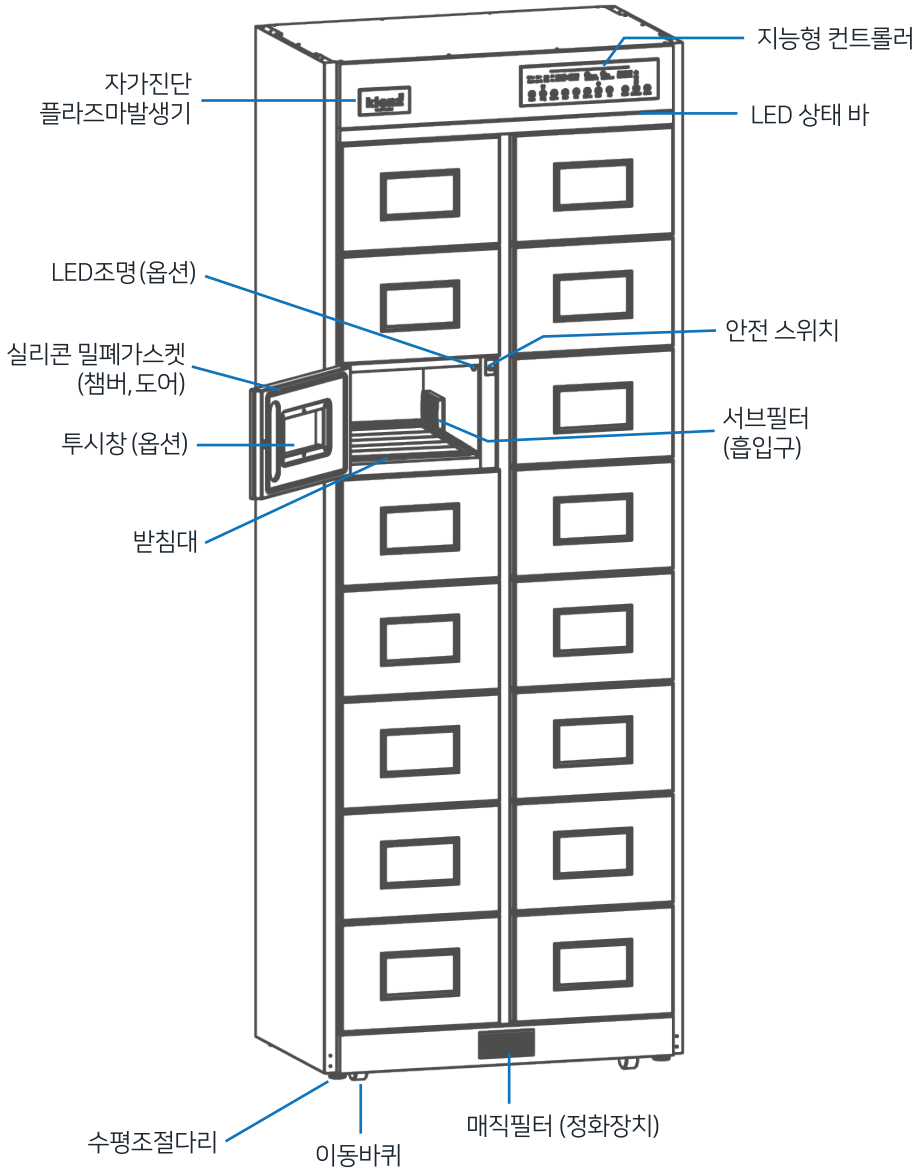 지능형 컨트롤러
자가진단
플라즈마발생기
LED 상태 바
LED조명(옵션)
안전 스위치
실리콘 밀폐가스켓
(챔버,도어)
서브필터
(흡입구)
투시창 (옵션)
받침대
매직필터 (정화장치)
수평조절다리
이동바퀴